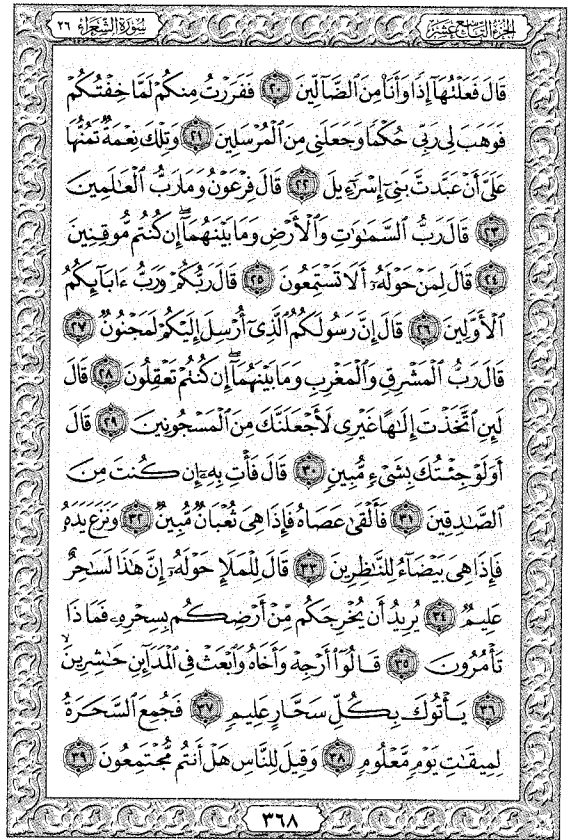 الجزء التاسع عشر
سورة الشعراء ٢٦
قَالَ فَعَلْتُهَآ إِذًا وَأَنَا۠ مِنَ ٱلضَّآلِّينَ ٢٠ فَفَرَرْتُ مِنكُمْ لَمَّا خِفْتُكُمْ
فَوَهَبَ لِى رَبِّى حُكْمًا وَجَعَلَنِى مِنَ ٱلْمُرْسَلِينَ ٢١ وَتِلْكَ نِعْمَةٌ تَمُنُّهَا
عَلَىَّ أَنْ عَبَّدتَّ بَنِىٓ إِسْرَٰٓءِيلَ ٢٢ قَالَ فِرْعَوْنُ وَمَا رَبُّ ٱلْعَٰلَمِينَ
٢٣ قَالَ رَبُّ ٱلسَّمَٰوَٰتِ وَٱلْأَرْضِ وَمَا بَيْنَهُمَآ ۖ إِن كُنتُم مُّوقِنِينَ
٢٤ قَالَ لِمَنْ حَوْلَهُۥٓ أَلَا تَسْتَمِعُونَ ٢٥ قَالَ رَبُّكُمْ وَرَبُّ ءَابَآئِكُمُ
ٱلْأَوَّلِينَ ٢٦ قَالَ إِنَّ رَسُولَكُمُ ٱلَّذِىٓ أُرْسِلَ إِلَيْكُمْ لَمَجْنُونٌ ٢٧
قَالَ رَبُّ ٱلْمَشْرِقِ وَٱلْمَغْرِبِ وَمَا بَيْنَهُمَآ ۖ إِن كُنتُمْ تَعْقِلُونَ ٢٨ قَالَ
لَئِنِ ٱتَّخَذْتَ إِلَٰهًا غَيْرِى لَأَجْعَلَنَّكَ مِنَ ٱلْمَسْجُونِينَ ٢٩ قَالَ
أَوَلَوْ جِئْتُكَ بِشَىْءٍ مُّبِينٍ ٣٠ قَالَ فَأْتِ بِهِۦٓ إِن كُنتَ مِنَ
ٱلصَّٰدِقِينَ ٣١ فَأَلْقَىٰ عَصَاهُ فَإِذَا هِىَ ثُعْبَانٌ مُّبِينٌ ٣٢ وَنَزَعَ يَدَهُۥ
فَإِذَا هِىَ بَيْضَآءُ لِلنَّٰظِرِينَ ٣٣ قَالَ لِلْمَلَإِ حَوْلَهُۥٓ إِنَّ هَٰذَا لَسَٰحِرٌ
عَلِيمٌ ٣٤ يُرِيدُ أَن يُخْرِجَكُم مِّنْ أَرْضِكُم بِسِحْرِهِۦ فَمَاذَا
تَأْمُرُونَ ٣٥ قَالُوٓا۟ أَرْجِهْ وَأَخَاهُ وَٱبْعَثْ فِى ٱلْمَدَآئِنِ حَٰشِرِينَ
٣٦ يَأْتُوكَ بِكُلِّ سَحَّارٍ عَلِيمٍ ٣٧ فَجُمِعَ ٱلسَّحَرَةُ
لِمِيقَٰتِ يَوْمٍ مَّعْلُومٍ ٣٨ وَقِيلَ لِلنَّاسِ هَلْ أَنتُم مُّجْتَمِعُونَ ٣٩
٣٦٨